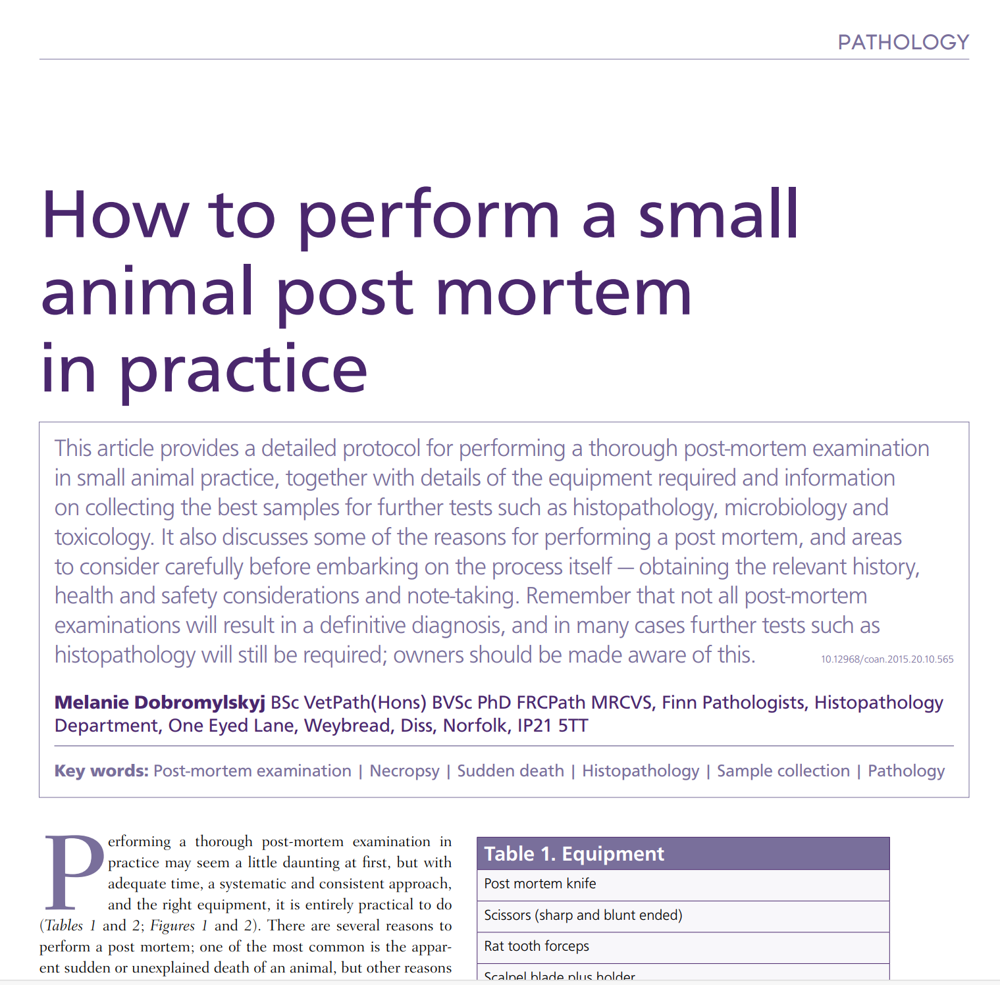 PATHOLOGY
How to perform a small
animal post mortem
in practice
This article provides a detailed protocol for performing a thorough post-mortem examination
in small animal practice, together with details of the equipment required and information
on collecting the best samples for further tests such as histopathology, microbiology and
toxicology. It also discusses some of the reasons for performing a post mortem, and areas
to consider carefully before embarking on the process itself — obtaining the relevant history,
health and safety considerations and note-taking. Remember that not all post-mortem
examinations will result in a definitive diagnosis, and in many cases further tests such as
histopathology will still be required; owners should be made aware of this. 10.12968/coan.2015.20.10.565
Melanie Dobromylskyj BSc VetPath(Hons) BVSc PhD FRCPath MRCVS, Finn Pathologists, Histopathology
Department, One Eyed Lane, Weybread, Diss, Norfolk, IP21 5TT
Key words: Post-mortem examination | Necropsy | Sudden death | Histopathology | Sample collection | Pathology
Performing a thorough post-mortem examination in
practice may seem a little daunting at first, but with
adequate time, a systematic and consistent approach,
and the right equipment, it is entirely practical to do
(Tables 1 and 2; Figures 1 and 2). There are several reasons to
perform a post mortem; one of the most common is the appar-
ent sudden or unexplained death of an animal, but other reasons
Table 1. Equipment
Post mortem knife
Scissors (sharp and blunt ended)
Rat tooth forceps
Scalpel blade plus holder